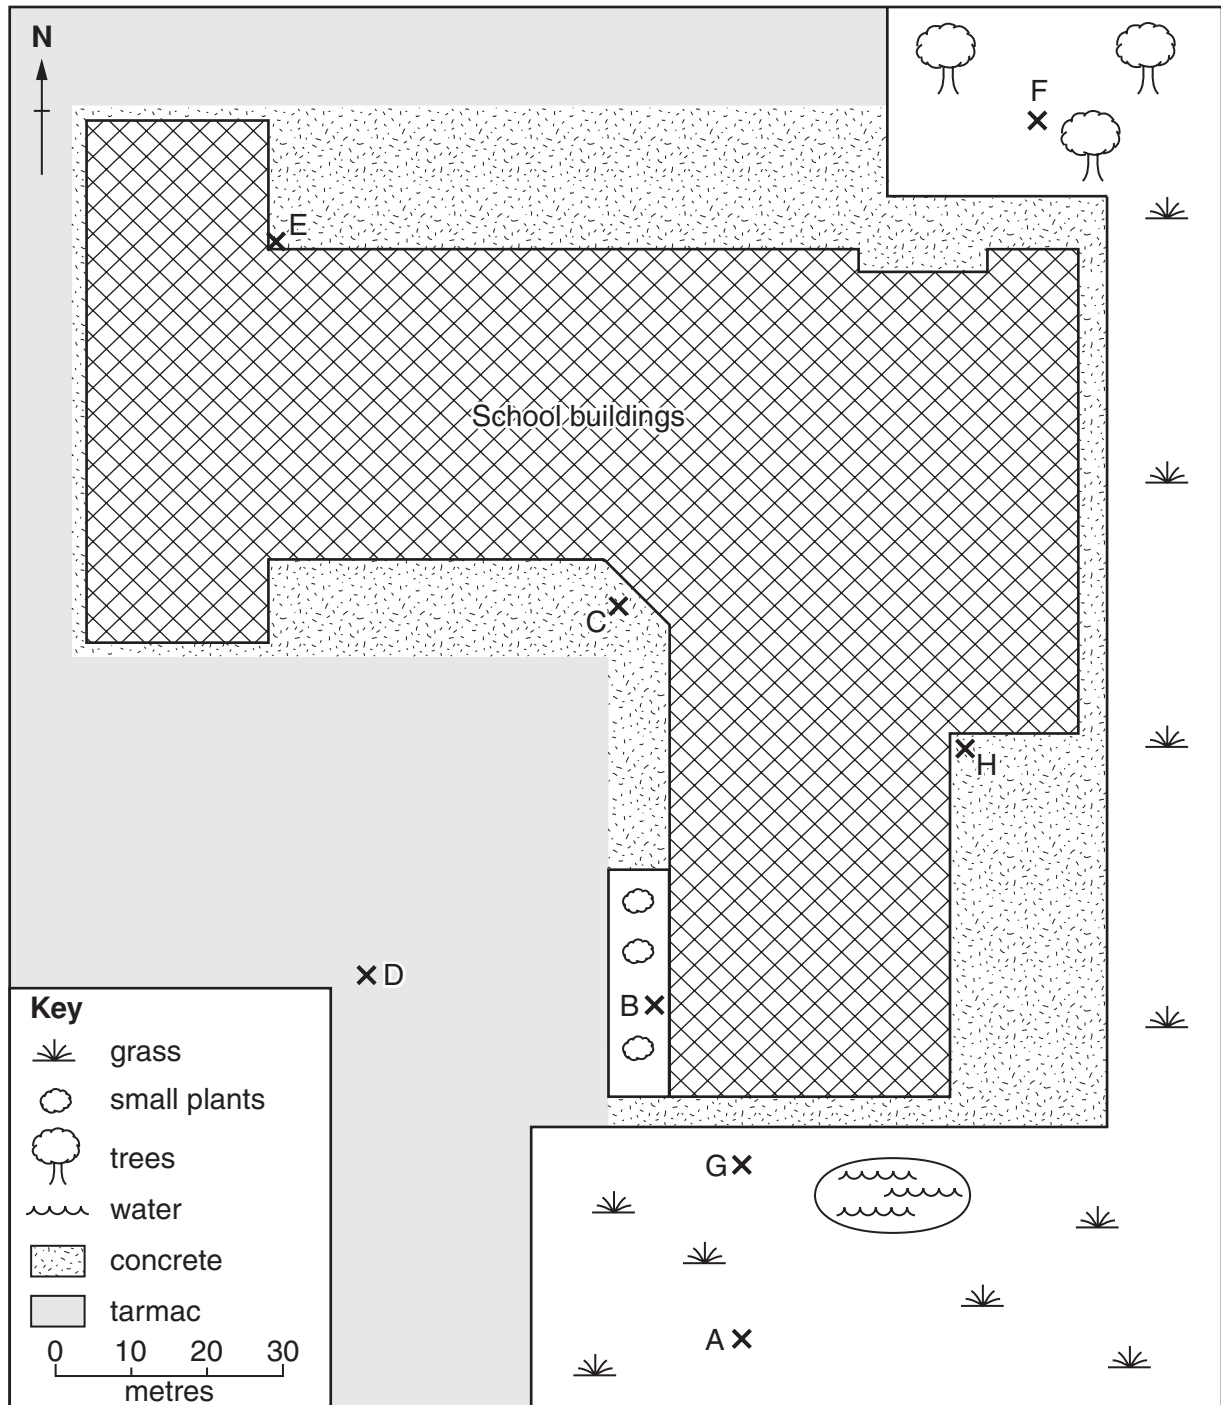 N
F
E
School buildings
C
H
D
B
Key
grass
small plants
trees
water
concrete
tarmac
0 10 20 30
metres
G
A